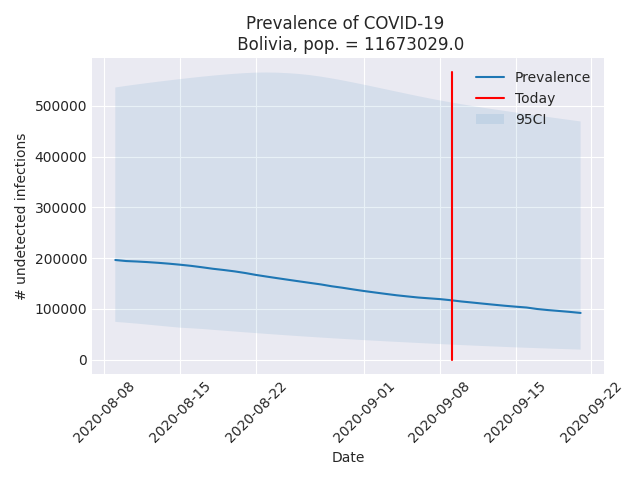 Prevalence of COVID-19
Bolivia, pop. = 11673029.0
Prevalence
Today
95CI
# undetected infections
500000
400000
300000
200000
100000
0
2020-08-08
2020-08-15
2020-08-22
2020-09-01
2020-09-08
2020-09-15
2020-09-22
Date